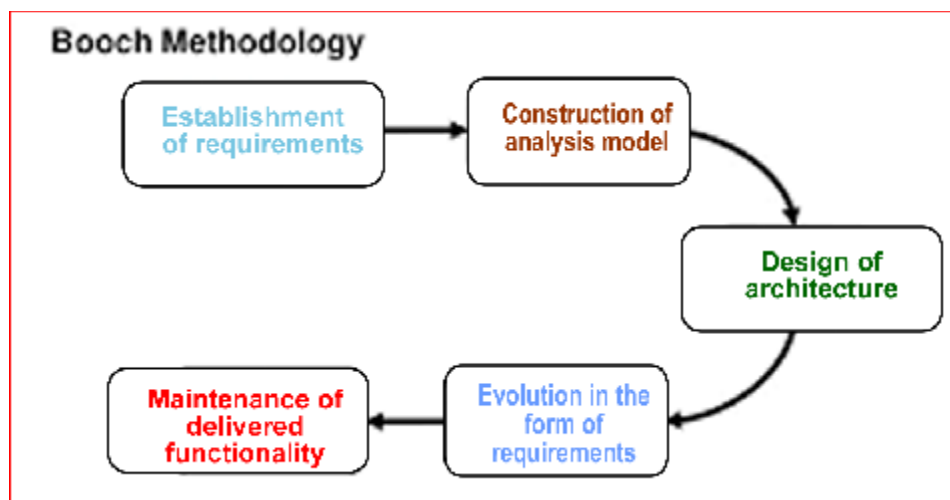 Booch Methodology
Establishment
of requirements
Construction of
analysis model
Design of
architecture
Evolution in the
form of
requirements
Maintenance of
delivered
functionality